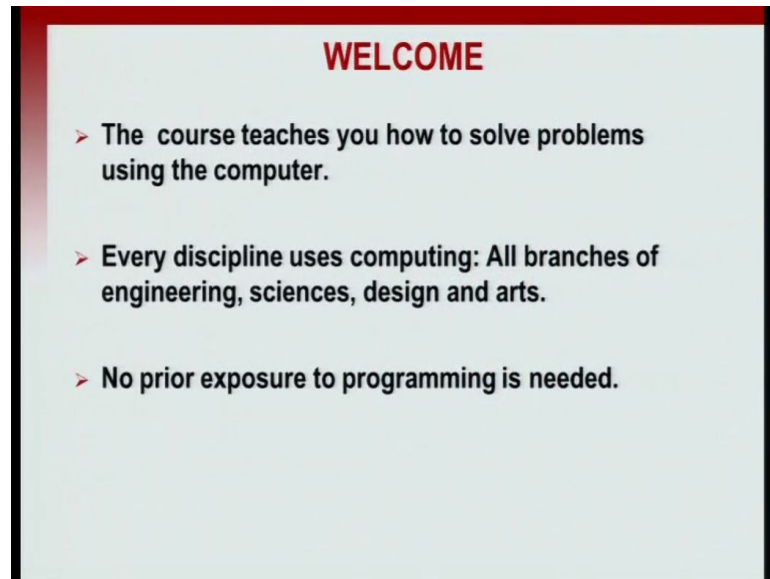 WELCOME
The course teaches you how to solve problems
using the computer.
Every discipline uses computing: All branches of
engineering, sciences, design and arts.
No prior exposure to programming is needed.